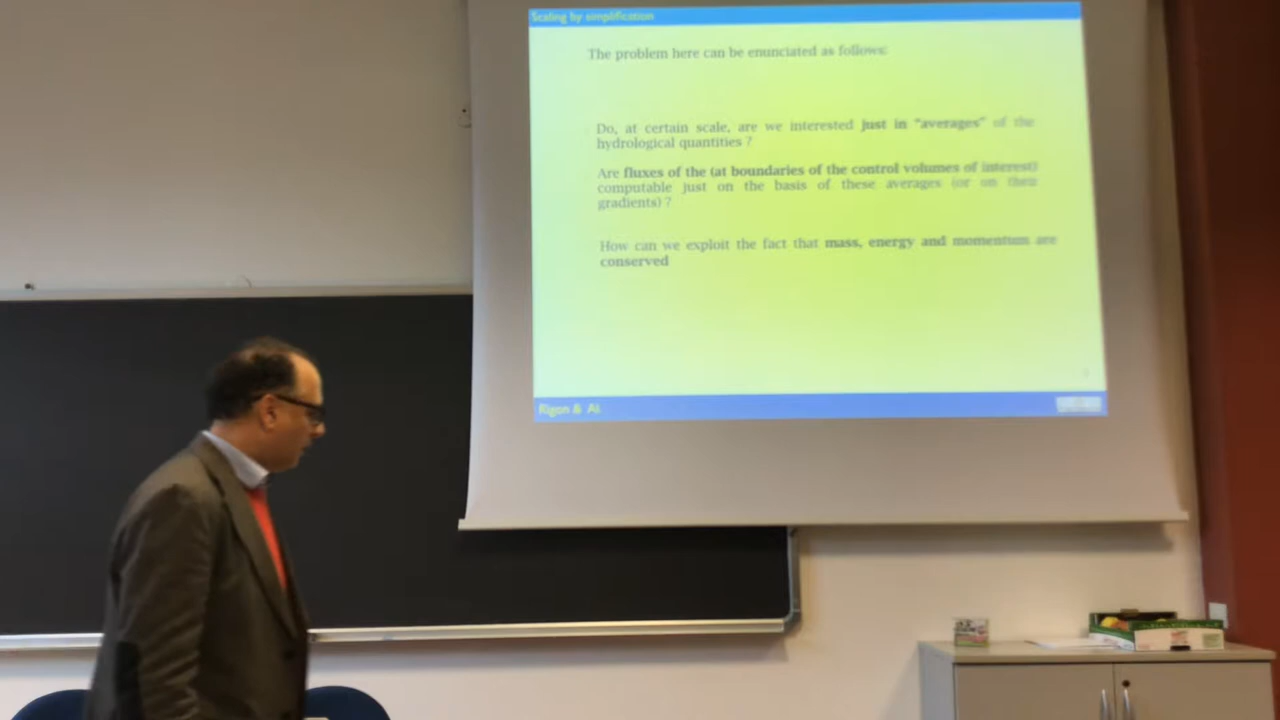 Scaling by simplification
The problem here can be enunciated as follows:
Do, at certain scale, are we interested just in “averages” of the
hydrological quantities ?
Are fluxes of the (at boundaries of the control volumes of interest)
computable just on the basis of these averages (or on their
gradients) ?
How can we exploit the fact that mass, energy and momentum are
conserved
Rigon & Al.